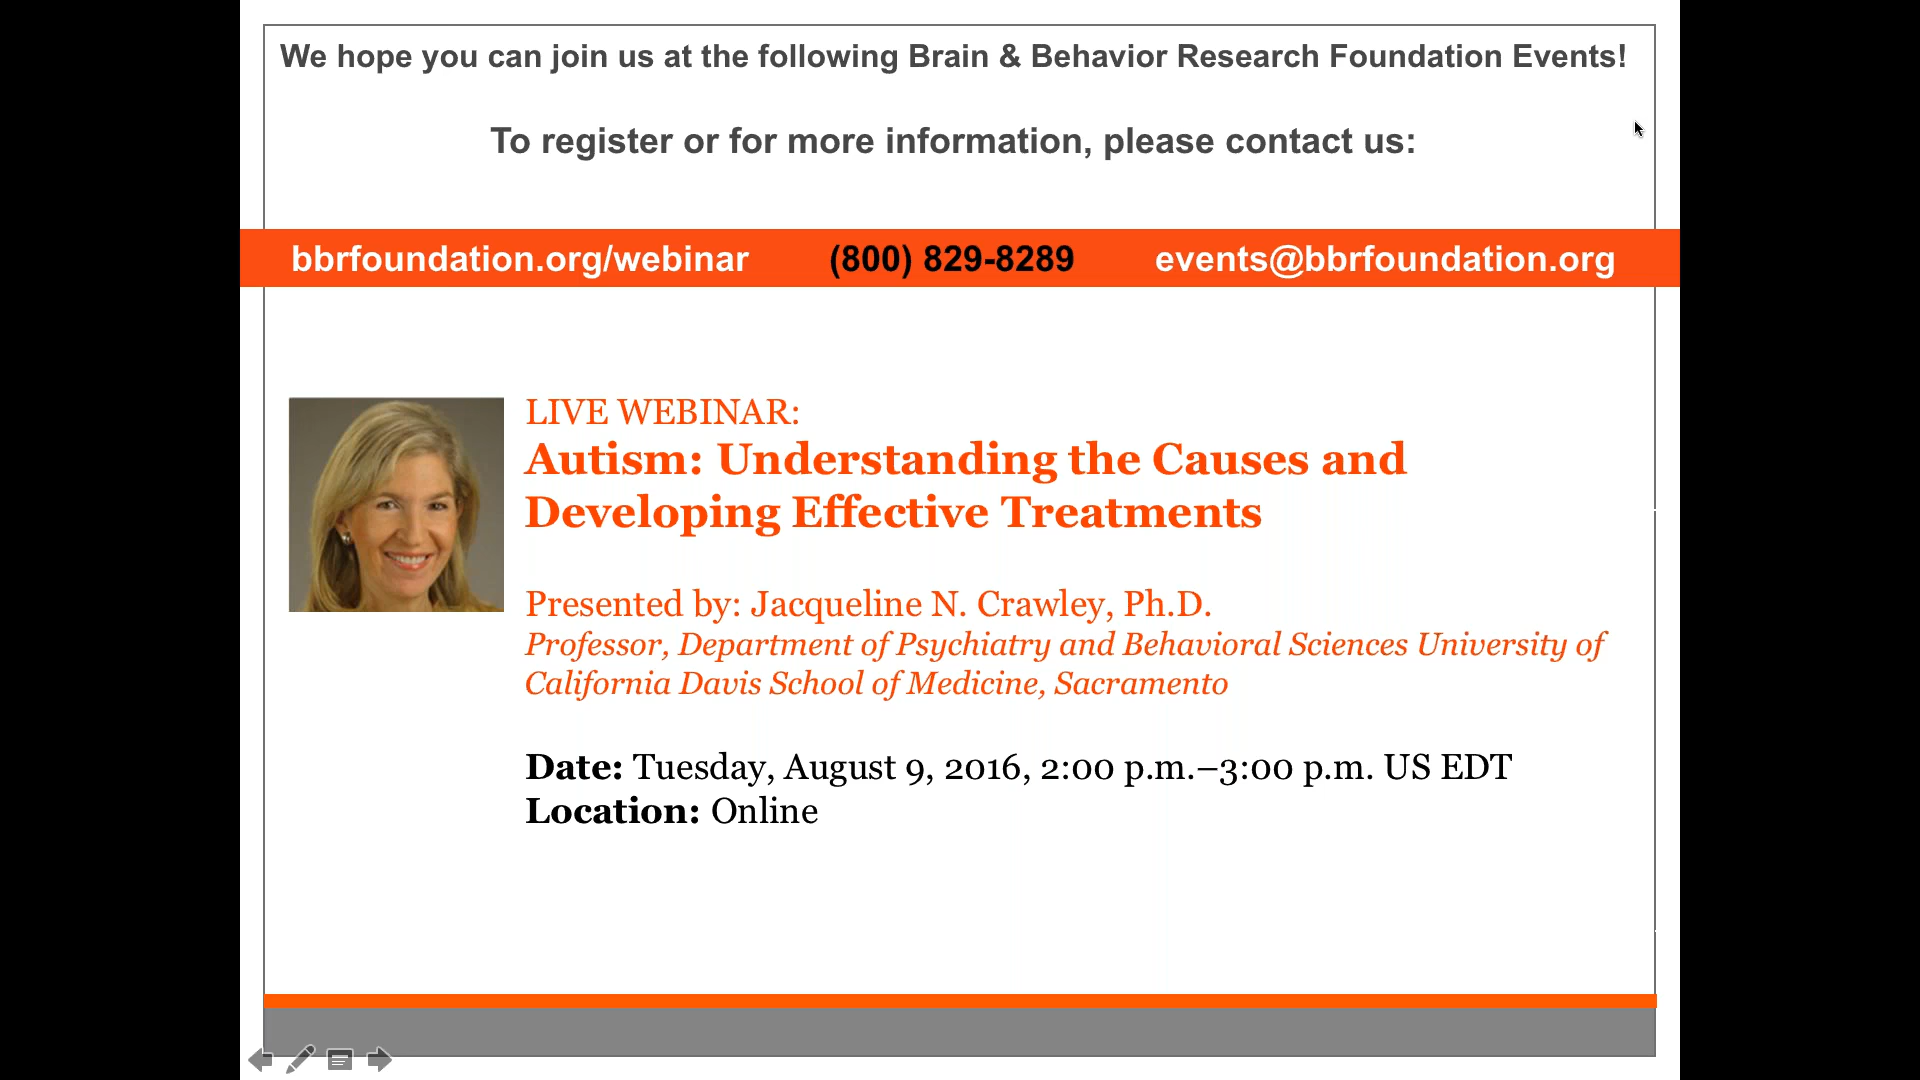 We hope you can join us at the following Brain & Behavior Research Foundation Events!
To register or for more information, please contact us:
bbrfoundation.org/webinar (800) 829-8289 events@bbrfoundation.org
LIVE WEBINAR:
Autism: Understanding the Causes and
Developing Effective Treatments
Presented by: Jacqueline N. Crawley, Ph.D.
Professor, Department of Psychiatry and Behavioral Sciences University of
California Davis School of Medicine, Sacramento
Date: Tuesday, August 9, 2016, 2:00 p.m.–3:00 p.m. US EDT
Location: Online